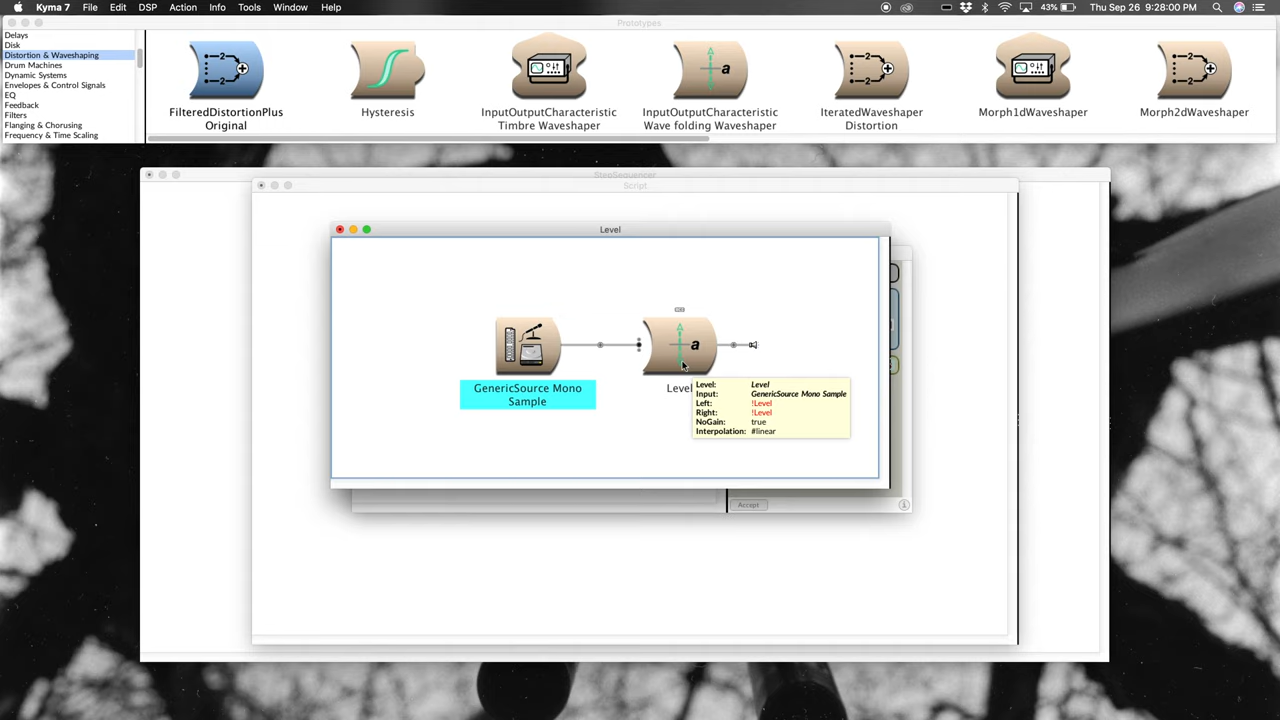 Kyma 7 File Edit DSP Action Info Tools Window Help 43% Thu Sep 26 9:28:00 PM
Prototypes
Delays
Disk
Distortion & Waveshaping
Drum Machines
Dynamic Systems
Envelopes & Control Signals
EQ
Feedback
Filters
Flanging & Chorusing
Frequency & Time Scaling
FilteredDistortionPlus
Original
Hysteresis
InputOutputCharacteristic
Timbre Waveshaper
InputOutputCharacteristic
Wave folding Waveshaper
IteratedWaveshaper
Distortion
Morph1dWaveshaper
Morph2dWaveshaper
StepSequencer
Script
Level
GenericSource Mono
Sample
a
Level
Level: Level
Input: GenericSource Mono Sample
Left: !Level
Right: !Level
NoGain: true
Interpolation: #linear
Accept